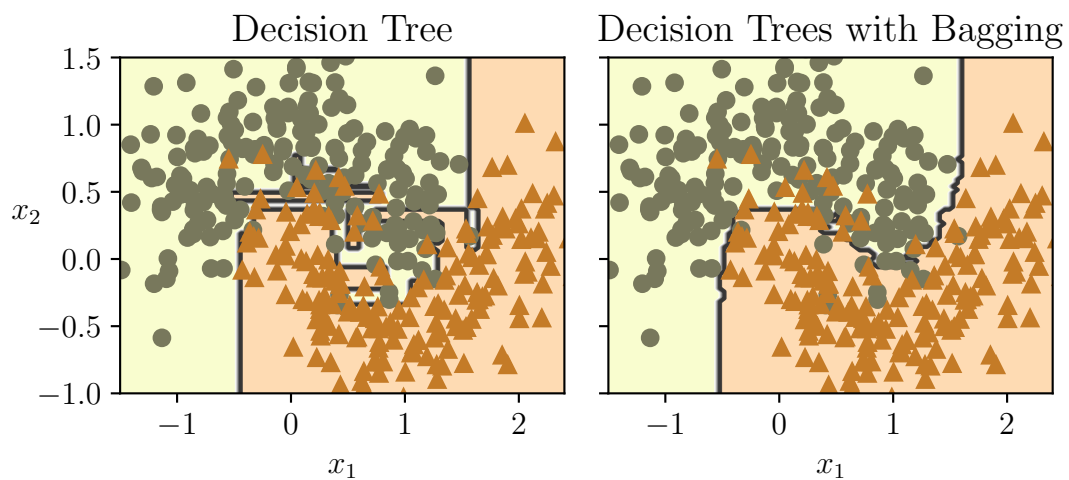 Decision Tree
Decision Trees with Bagging
1.5
1.0
0.5
0.0
−0.5
−1.0
x₂
−1 0 1 2
−1 0 1 2
x₁
x₁